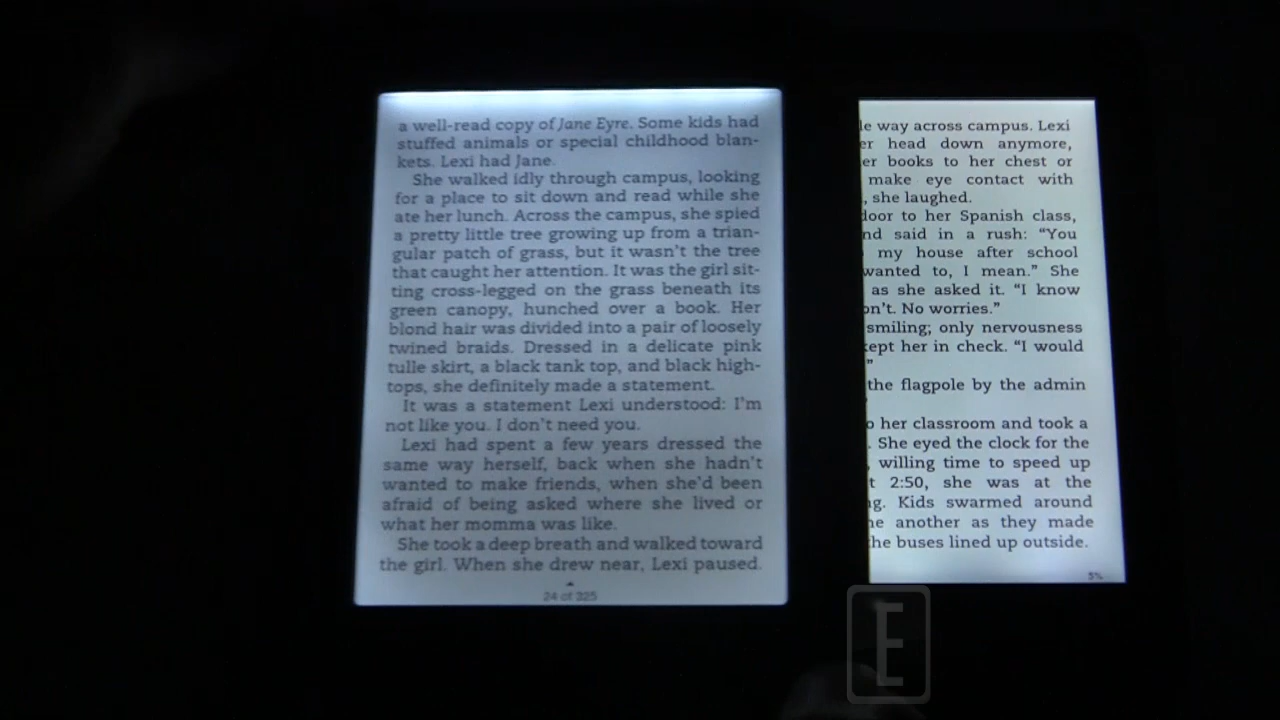 a well-read copy of Jane Eyre. Some kids had
stuffed animals or special childhood blan-
kets. Lexi had Jane.
She walked idly through campus, looking
for a place to sit down and read while she
ate her lunch. Across the campus, she spied
a pretty little tree growing up from a trian-
gular patch of grass, but it wasn't the tree
that caught her attention. It was the girl sit-
ting cross-legged on the grass beneath its
green canopy, hunched over a book. Her
blond hair was divided into a pair of loosely
twined braids. Dressed in a delicate pink
tulle skirt, a black tank top, and black high-
tops, she definitely made a statement.
It was a statement Lexi understood: I'm
not like you. I don't need you.
Lexi had spent a few years dressed the
same way herself, back when she hadn't
wanted to make friends, when she'd been
afraid of being asked where she lived or
what her momma was like.
She took a deep breath and walked toward
the girl. When she drew near, Lexi paused.
24 of 325
le way across campus. Lexi
er head down anymore,
er books to her chest or
make eye contact with
, she laughed.
door to her Spanish class,
nd said in a rush: “You
my house after school
wanted to, I mean.” She
as she asked it. “I know
on't. No worries.”
smiling; only nervousness
kept her in check. “I would
”
the flagpole by the admin
o her classroom and took a
. She eyed the clock for the
, willing time to speed up
t 2:50, she was at the
ng. Kids swarmed around
ne another as they made
the buses lined up outside.
5%
E